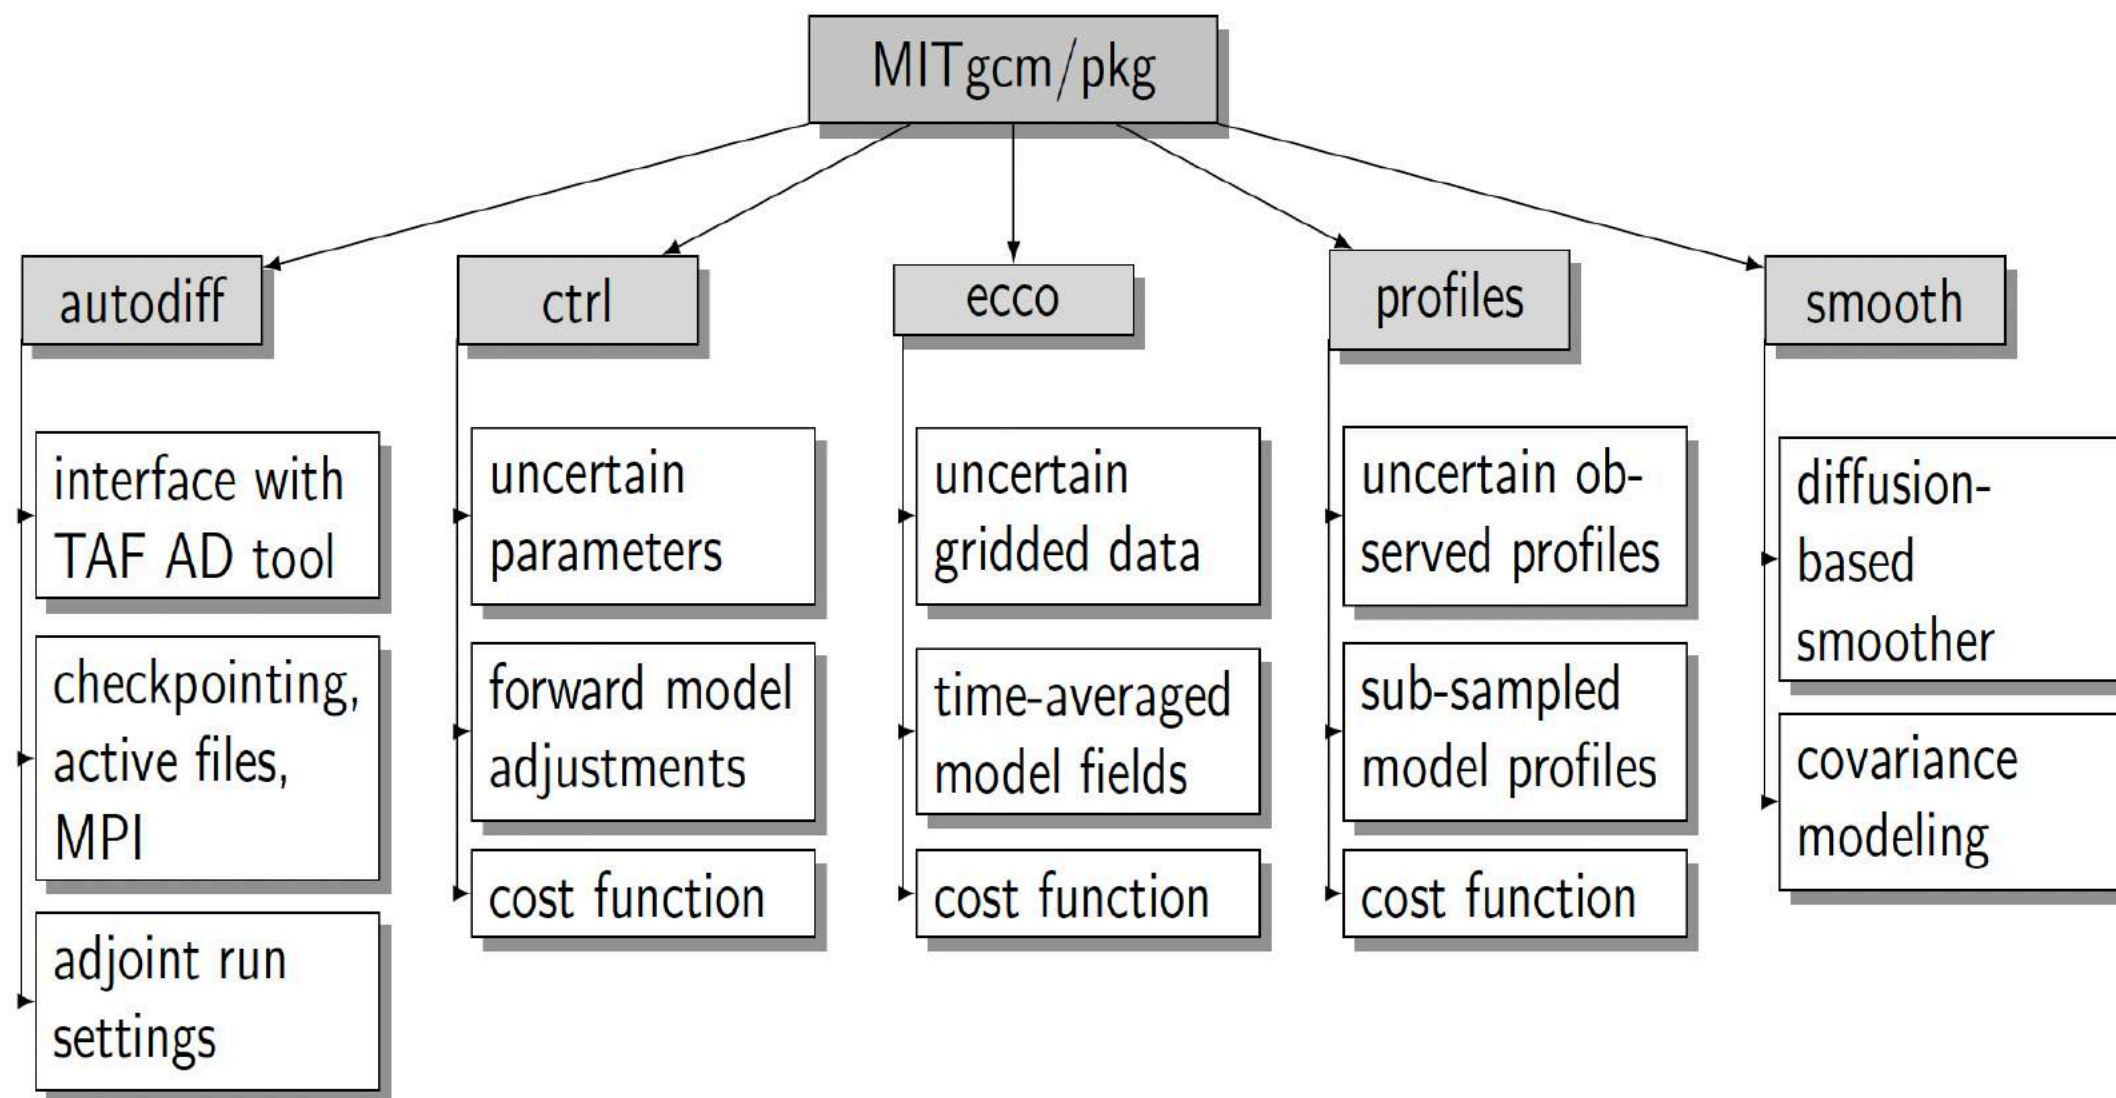 MITgcm/pkg
autodiff
ctrl
ecco
profiles
smooth
interface with
TAF AD tool
checkpointing,
active files,
MPI
adjoint run
settings
uncertain
parameters
forward model
adjustments
cost function
uncertain
gridded data
time-averaged
model fields
cost function
uncertain ob-
served profiles
sub-sampled
model profiles
cost function
diffusion-
based
smoother
covariance
modeling